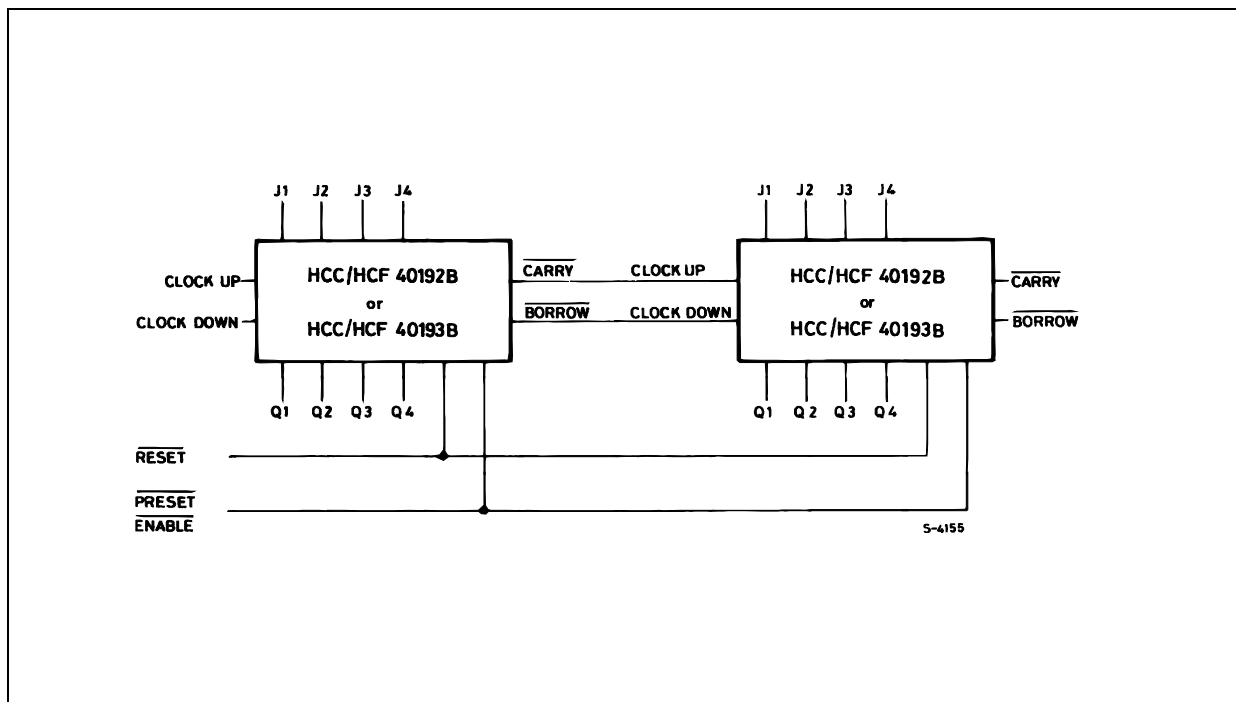 J1 J2 J3 J4
J1 J2 J3 J4
CLOCK UP
CLOCK DOWN
HCC/HCF 40192B
or
HCC/HCF 40193B
CARRY
BORROW
CLOCK UP
CLOCK DOWN
HCC/HCF 40192B
or
HCC/HCF 40193B
CARRY
BORROW
Q1 Q2 Q3 Q4
Q1 Q2 Q3 Q4
RESET
PRESET
ENABLE
S-4155